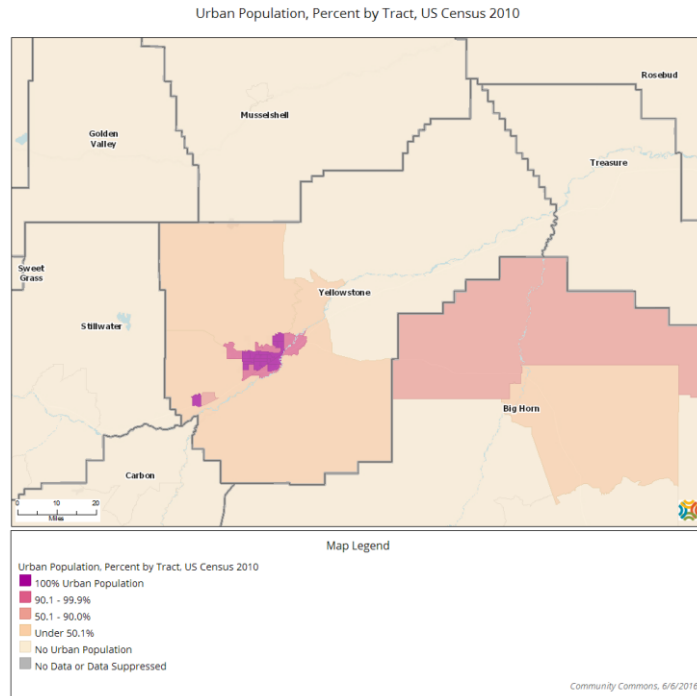 Urban Population, Percent by Tract, US Census 2010
Rosebud
Musselshell
Golden
Valley
Treasure
Sweet
Grass
Yellowstone
Stillwater
Big Horn
Carbon
0 10 20
Miles
Map Legend
Urban Population, Percent by Tract, US Census 2010
100% Urban Population
90.1 - 99.9%
50.1 - 90.0%
Under 50.1%
No Urban Population
No Data or Data Suppressed
Community Commons, 6/6/2016